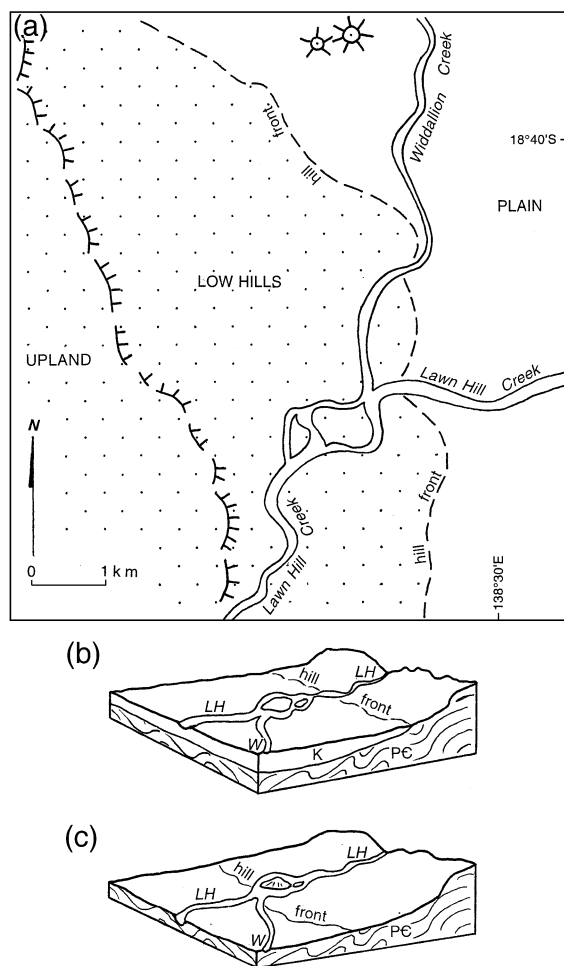 (a)
Widdallion Creek
18°40'S
hill front
PLAIN
LOW HILLS
UPLAND
Lawn Hill Creek
N
hill front
0 1 km
Lawn Hill Creek
138°30'E
(b)
hill
LH
LH
front
W
K
PЄ
(c)
hill
LH
LH
front
W
PЄ